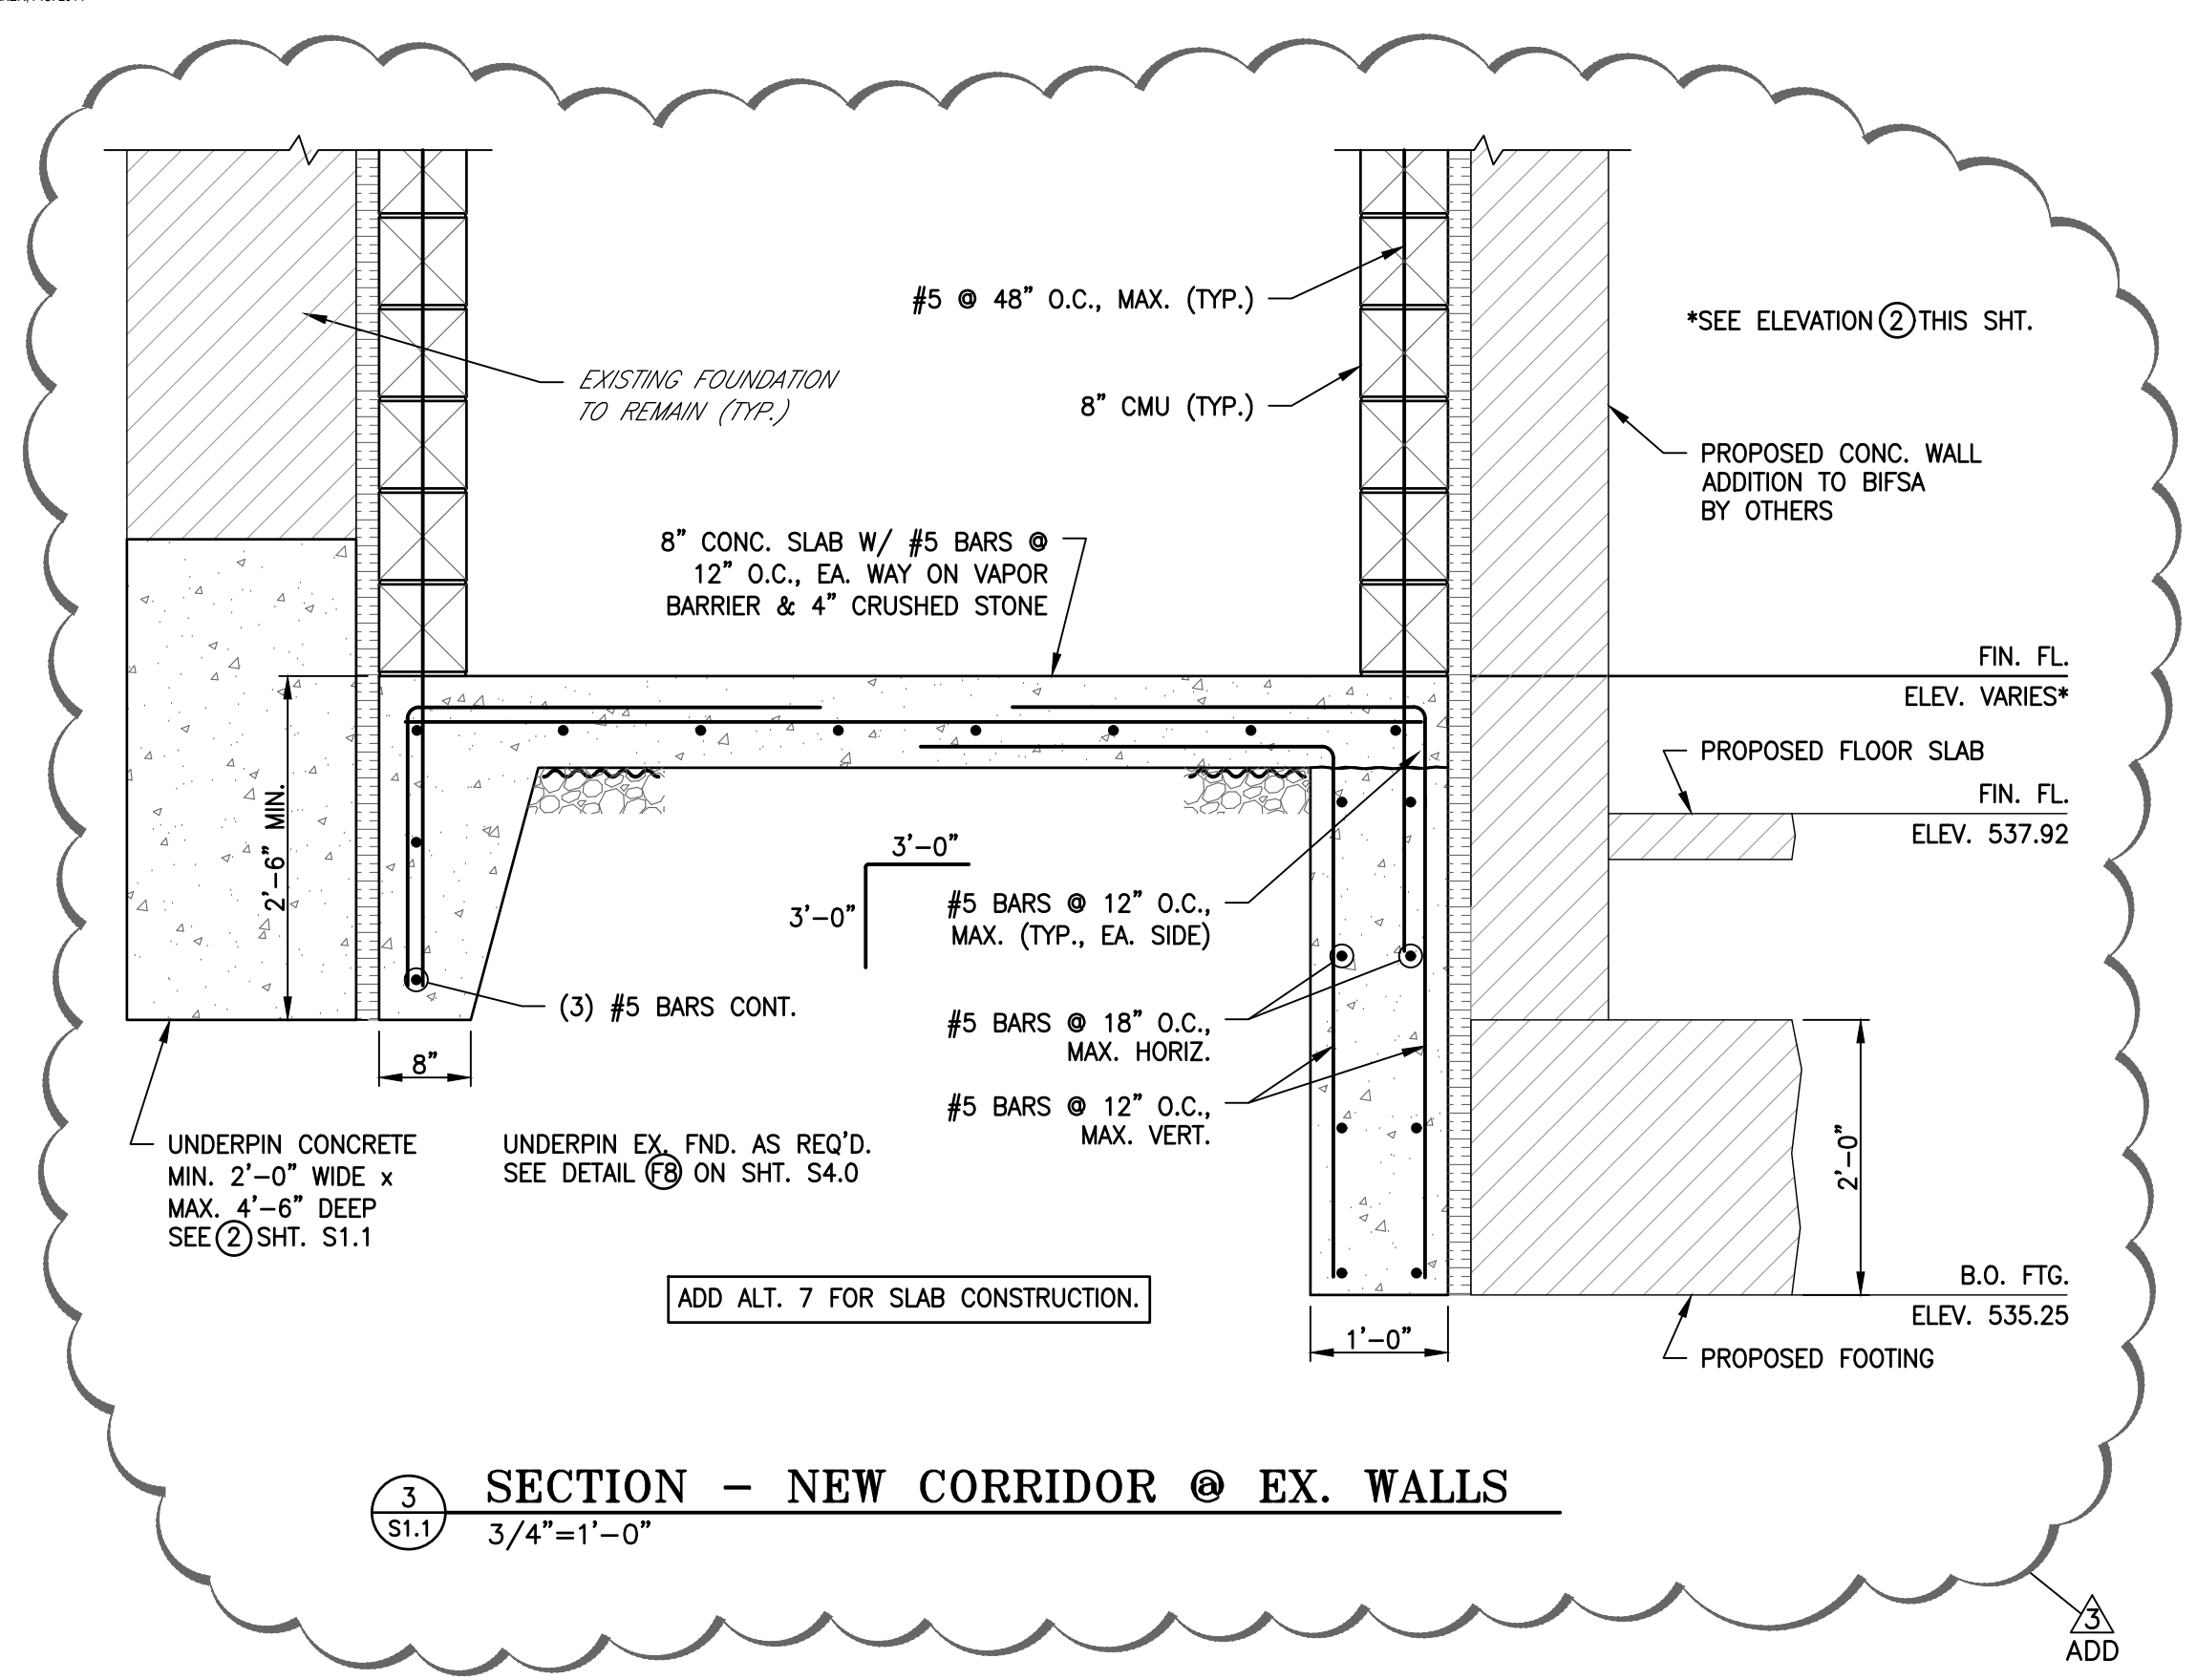 #5 @ 48" O.C., MAX. (TYP.)
*SEE ELEVATION 2 THIS SHT.
EXISTING FOUNDATION
TO REMAIN (TYP.)
8" CMU (TYP.)
PROPOSED CONC. WALL
ADDITION TO BIFSA
BY OTHERS
8" CONC. SLAB W/ #5 BARS @
12" O.C., EA. WAY ON VAPOR
BARRIER & 4" CRUSHED STONE
FIN. FL.
ELEV. VARIES*
PROPOSED FLOOR SLAB
FIN. FL.
ELEV. 537.92
2'-6" MIN.
3'-0"
3'-0"
#5 BARS @ 12" O.C.,
MAX. (TYP., EA. SIDE)
(3) #5 BARS CONT.
#5 BARS @ 18" O.C.,
MAX. HORIZ.
8"
#5 BARS @ 12" O.C.,
MAX. VERT.
UNDERPIN CONCRETE
MIN. 2'-0" WIDE x
MAX. 4'-6" DEEP
SEE 2 SHT. S1.1
UNDERPIN EX. FND. AS REQ'D.
SEE DETAIL F8 ON SHT. S4.0
2'-0"
ADD ALT. 7 FOR SLAB CONSTRUCTION.
B.O. FTG.
ELEV. 535.25
1'-0"
PROPOSED FOOTING
3
S1.1
SECTION - NEW CORRIDOR @ EX. WALLS
3/4"=1'-0"
3
ADD